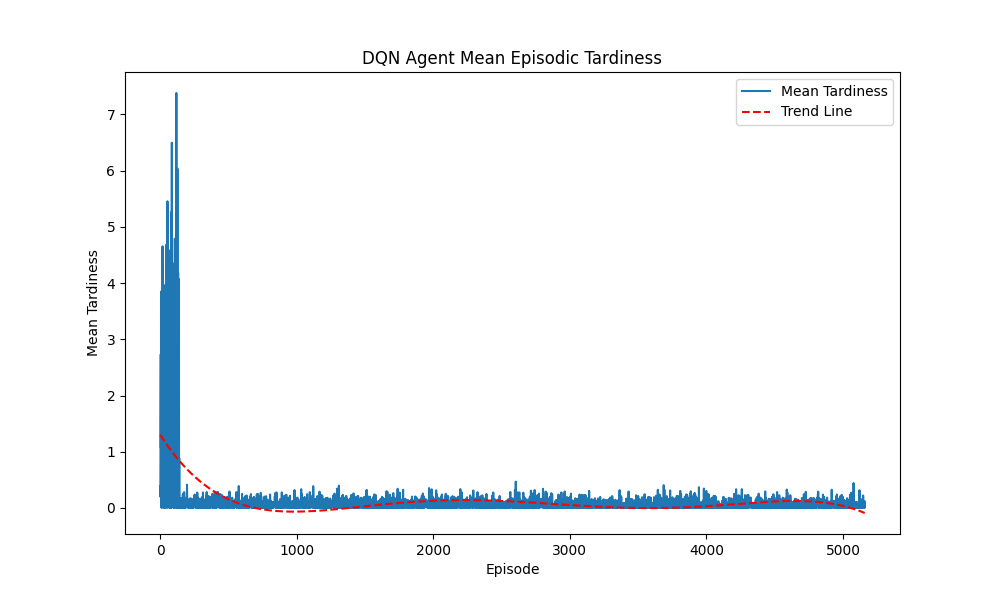 DQN Agent Mean Episodic Tardiness
Mean Tardiness
Trend Line
Mean Tardiness
7
6
5
4
3
2
1
0
0 1000 2000 3000 4000 5000
Episode